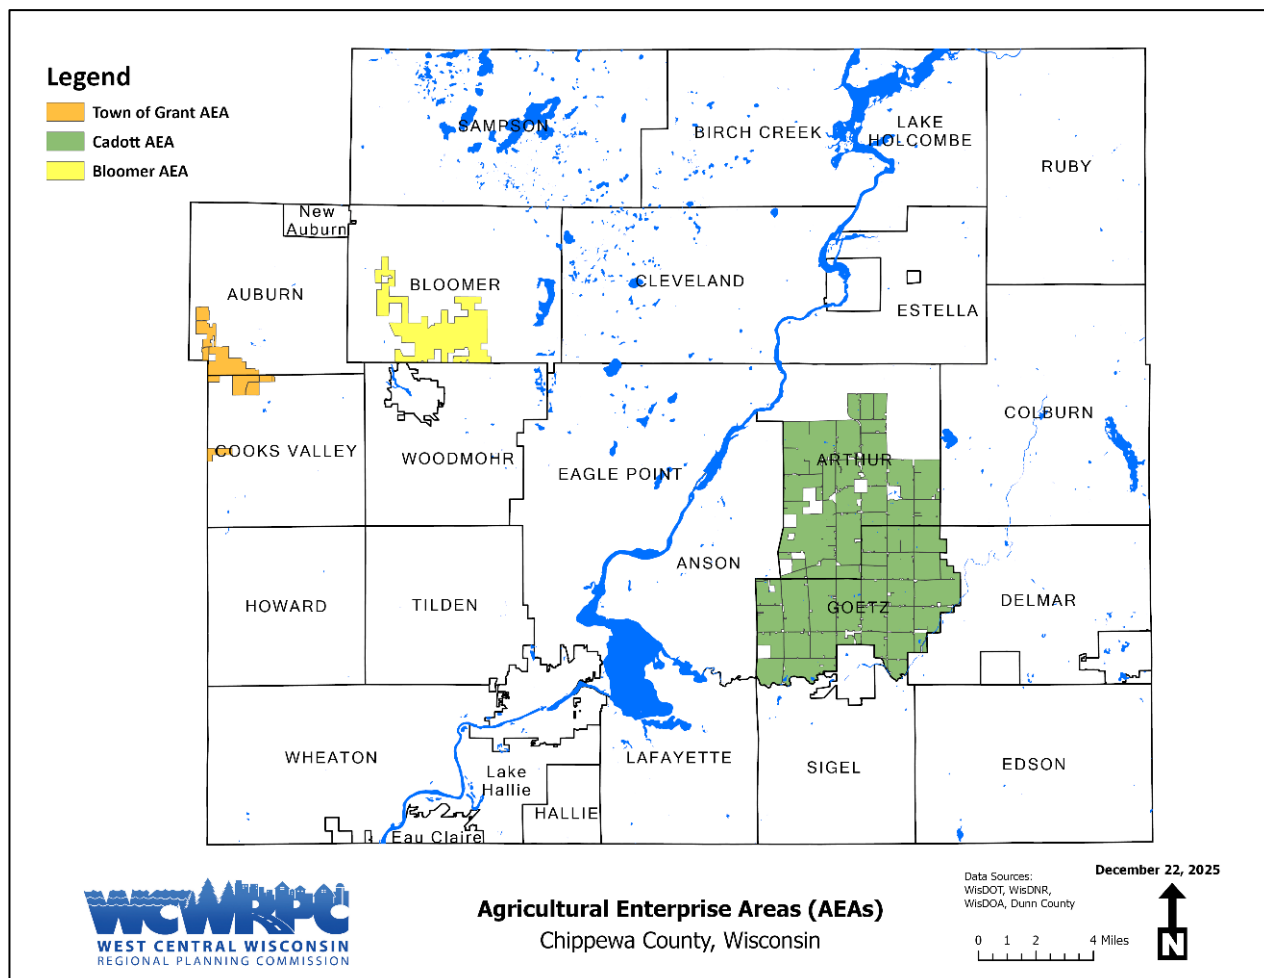 Legend
Town of Grant AEA
Cadott AEA
Bloomer AEA
SAMPSON
BIRCH CREEK
LAKE
HOLCOMBE
RUBY
New
Auburn
AUBURN
BLOOMER
CLEVELAND
ESTELLA
COLBURN
COOKS VALLEY
WOODMOHR
EAGLE POINT
ARTHUR
ANSON
HOWARD
TILDEN
GOETZ
DELMAR
WHEATON
Lake
Hallie
HALLIE
LAFAYETTE
SIGEL
EDSON
Eau Claire
WCWRPC
WEST CENTRAL WISCONSIN
REGIONAL PLANNING COMMISSION
Agricultural Enterprise Areas (AEAs)
Chippewa County, Wisconsin
Data Sources:
WisDOT, WisDNR,
WisDOA, Dunn County
December 22, 2025
0 1 2 4 Miles
N